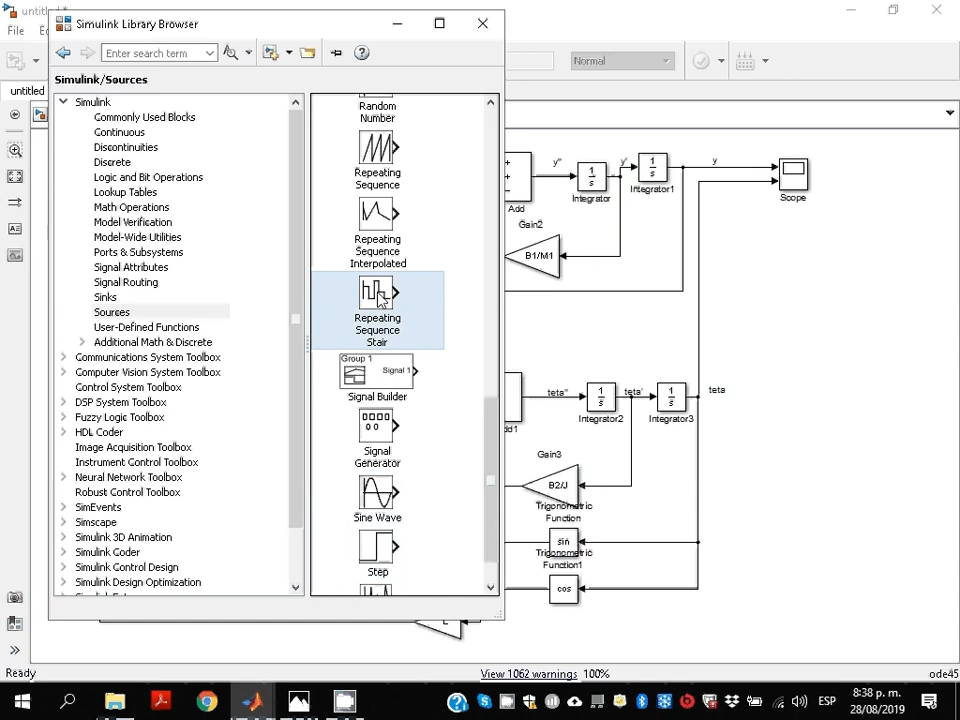 untitled *
Simulink Library Browser
File
Enter search term
Normal
Simulink/Sources
untitled
Simulink
Commonly Used Blocks
Continuous
Discontinuities
Discrete
Logic and Bit Operations
Lookup Tables
Math Operations
Model Verification
Model-Wide Utilities
Ports & Subsystems
Signal Attributes
Signal Routing
Sinks
Sources
User-Defined Functions
Additional Math & Discrete
Communications System Toolbox
Computer Vision System Toolbox
Control System Toolbox
DSP System Toolbox
Fuzzy Logic Toolbox
HDL Coder
Image Acquisition Toolbox
Instrument Control Toolbox
Neural Network Toolbox
Robust Control Toolbox
SimEvents
Simscape
Simulink 3D Animation
Simulink Coder
Simulink Control Design
Simulink Design Optimization
Random
Number
Repeating
Sequence
Repeating
Sequence
Interpolated
Repeating
Sequence
Stair
Group 1
Signal 1
Signal Builder
Signal
Generator
Sine Wave
Step
+
+
−
Add
y''
1
s
Integrator
y'
1
s
Integrator1
y
Scope
Gain2
B1/M1
dd1
teta''
1
s
Integrator2
teta'
1
s
Integrator3
teta
Gain3
B2/J
Trigonometric
Function
sin
Trigonometric
Function1
cos
Ready
View 1062 warnings
100%
ode45
ESP
8:38 p. m.
28/08/2019